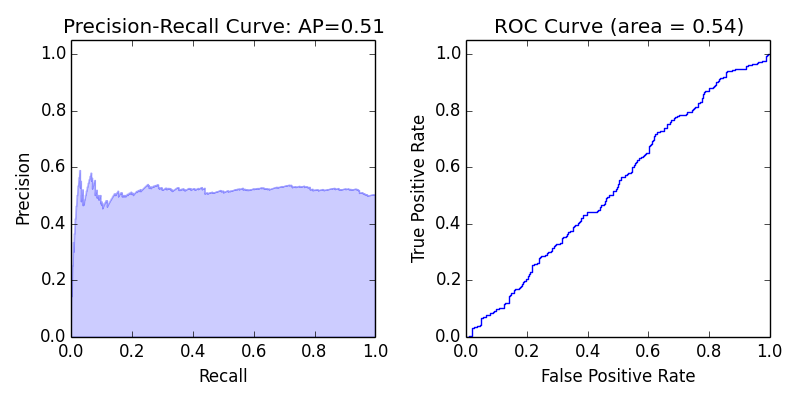 Precision-Recall Curve: AP=0.51
1.0
0.8
0.6
0.4
0.2
0.0
Precision
0.0 0.2 0.4 0.6 0.8 1.0
Recall
ROC Curve (area = 0.54)
1.0
0.8
0.6
0.4
0.2
0.0
True Positive Rate
0.0 0.2 0.4 0.6 0.8 1.0
False Positive Rate